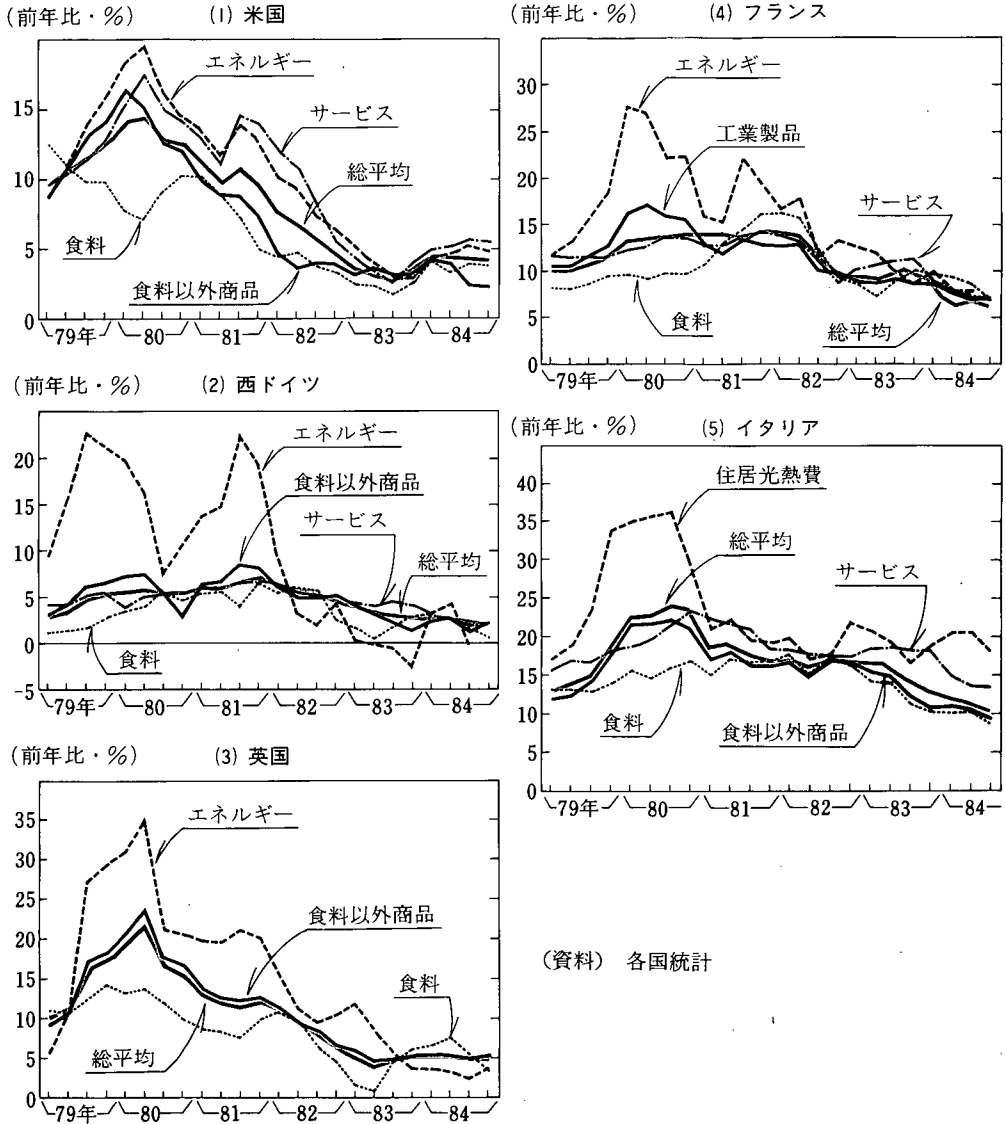 (前年比・%) (1) 米国
15
10
5
0
エネルギー
サービス
総平均
食料
食料以外商品
79年 80 81 82 83 84
(前年比・%) (2) 西ドイツ
20
15
10
5
0
-5
エネルギー
食料以外商品
サービス
総平均
食料
79年 80 81 82 83 84
(前年比・%) (3) 英国
35
30
25
20
15
10
5
0
エネルギー
食料以外商品
食料
総平均
79年 80 81 82 83 84
(前年比・%) (4) フランス
35
30
25
20
15
10
5
0
エネルギー
工業製品
サービス
食料
総平均
79年 80 81 82 83 84
(前年比・%) (5) イタリア
40
35
30
25
20
15
10
5
0
住居光熱費
総平均
サービス
食料
食料以外商品
79年 80 81 82 83 84
(資料) 各国統計